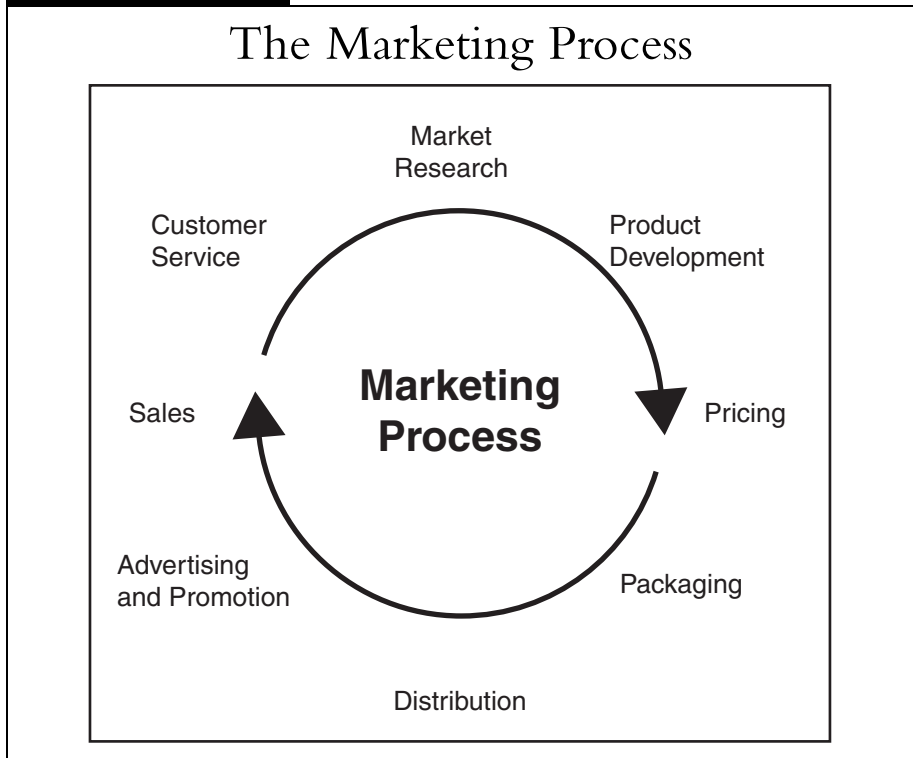 The Marketing Process
Market
Research
Product
Development
Pricing
Packaging
Distribution
Advertising
and Promotion
Sales
Customer
Service
Marketing
Process